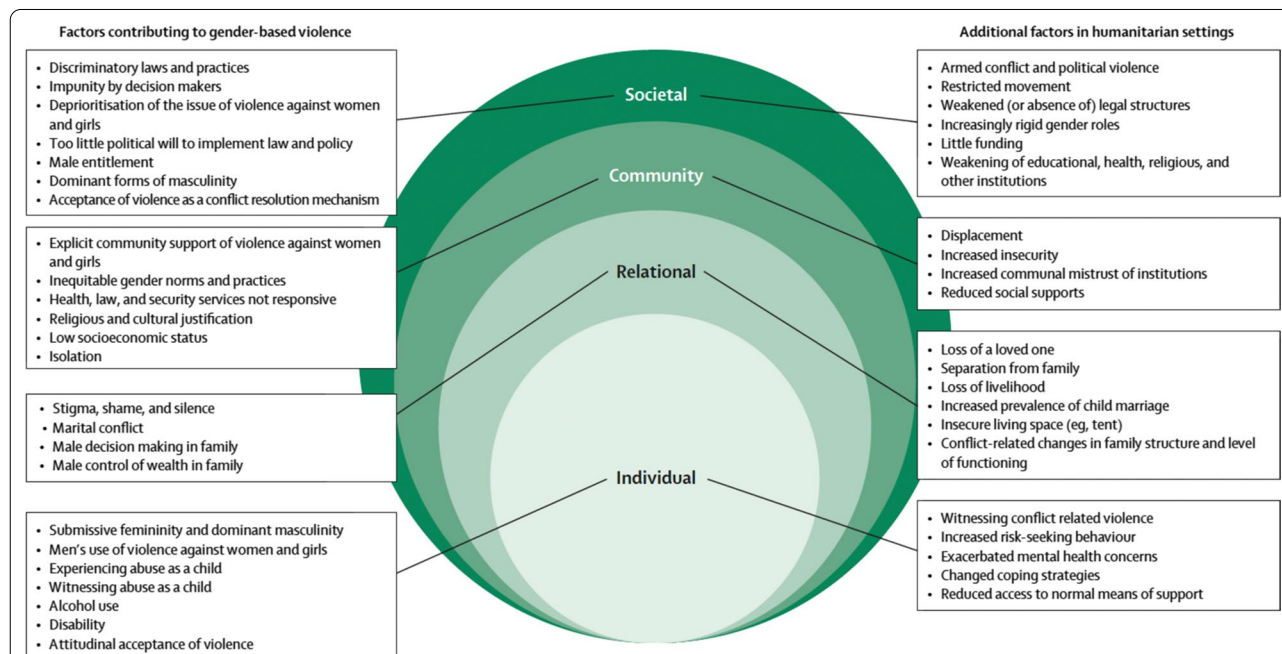 Factors contributing to gender-based violence
• Discriminatory laws and practices
• Impunity by decision makers
• Deprioritisation of the issue of violence against women
and girls
• Too little political will to implement law and policy
• Male entitlement
• Dominant forms of masculinity
• Acceptance of violence as a conflict resolution mechanism
• Explicit community support of violence against women
and girls
• Inequitable gender norms and practices
• Health, law, and security services not responsive
• Religious and cultural justification
• Low socioeconomic status
• Isolation
• Stigma, shame, and silence
• Marital conflict
• Male decision making in family
• Male control of wealth in family
• Submissive femininity and dominant masculinity
• Men's use of violence against women and girls
• Experiencing abuse as a child
• Witnessing abuse as a child
• Alcohol use
• Disability
• Attitudinal acceptance of violence
Societal
Community
Relational
Individual
Additional factors in humanitarian settings
• Armed conflict and political violence
• Restricted movement
• Weakened (or absence of) legal structures
• Increasingly rigid gender roles
• Little funding
• Weakening of educational, health, religious, and
other institutions
• Displacement
• Increased insecurity
• Increased communal mistrust of institutions
• Reduced social supports
• Loss of a loved one
• Separation from family
• Loss of livelihood
• Increased prevalence of child marriage
• Insecure living space (eg, tent)
• Conflict-related changes in family structure and level
of functioning
• Witnessing conflict related violence
• Increased risk-seeking behaviour
• Exacerbated mental health concerns
• Changed coping strategies
• Reduced access to normal means of support